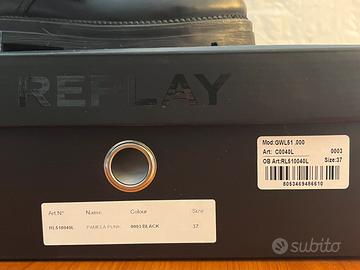 REPLAY
Mod:GWL51 .000
Art: C0040L 0003
OB Art:RL510040L Size:37
8053469486610
Art N° Name Colour Size
RL510040L PAMELA PUNK 0003 BLACK 37
subito